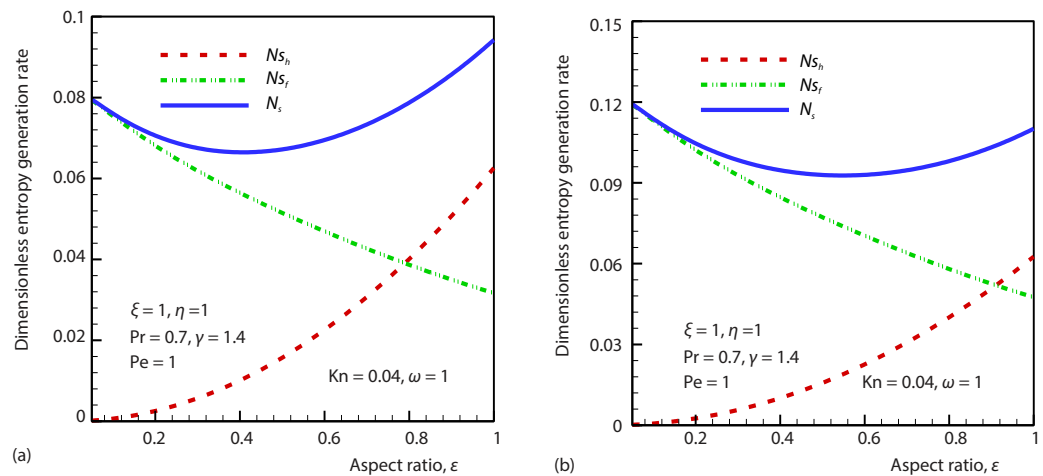 Dimensionless entropy generation rate
0.1
0.08
0.06
0.04
0.02
0
Ns_h
Ns_f
N_s
ξ = 1, η =1
Pr = 0.7, γ = 1.4
Pe = 1
Kn = 0.04, ω = 1
0.2 0.4 0.6 0.8 1
(a)
Aspect ratio, ε
Dimensionless entropy generation rate
0.15
0.12
0.09
0.06
0.03
0
Ns_h
Ns_f
N_s
ξ = 1, η =1
Pr = 0.7, γ = 1.4
Pe = 1
Kn = 0.04, ω = 1
0.2 0.4 0.6 0.8 1
(b)
Aspect ratio, ε